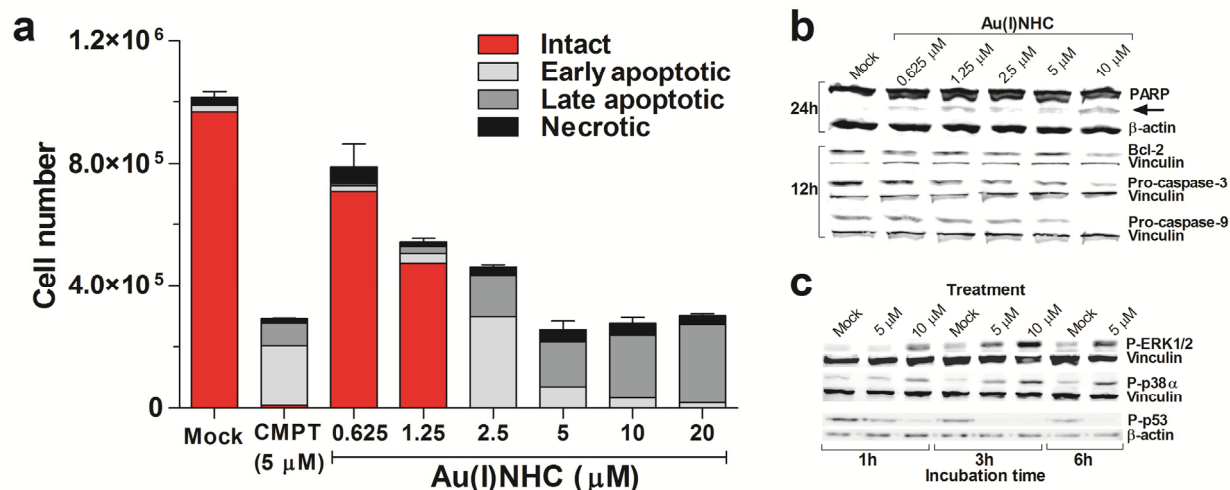 a
1.2×10⁶
8.0×10⁵
4.0×10⁵
0
Cell number
Intact
Early apoptotic
Late apoptotic
Necrotic
Mock CMPT 0.625 1.25 2.5 5 10 20
(5 µM)
Au(I)NHC (µM)
b
Au(I)NHC
Mock 0.625 µM 1.25 µM 2.5 µM 5 µM 10 µM
24h
PARP
β-actin
12h
Bcl-2
Vinculin
Pro-caspase-3
Vinculin
Pro-caspase-9
Vinculin
c
Treatment
Mock 5 µM 10 µM Mock 5 µM 10 µM Mock 5 µM
P-ERK1/2
Vinculin
P-p38α
Vinculin
P-p53
β-actin
1h 3h 6h
Incubation time